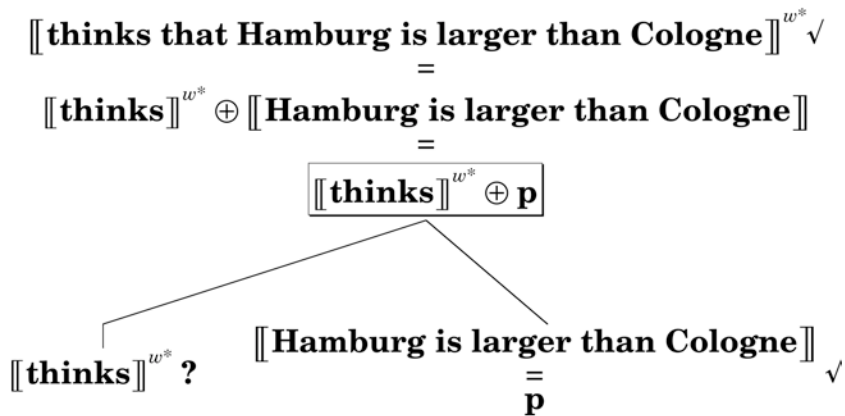 ⟦thinks that Hamburg is larger than Cologne⟧^{w*} √
=
⟦thinks⟧^{w*} ⊕ ⟦Hamburg is larger than Cologne⟧
=
⟦thinks⟧^{w*} ⊕ p
⟦thinks⟧^{w*} ?
⟦Hamburg is larger than Cologne⟧ √
=
p